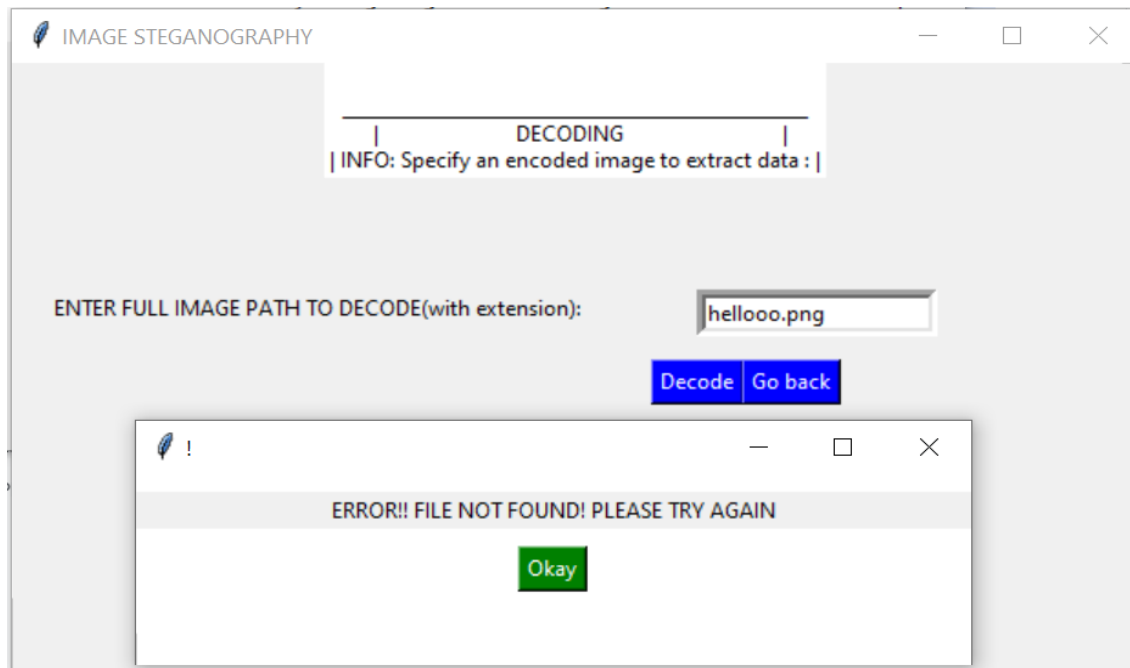 IMAGE STEGANOGRAPHY
| DECODING |
| INFO: Specify an encoded image to extract data : |
ENTER FULL IMAGE PATH TO DECODE(with extension):
hellooo.png
Decode
Go back
!
ERROR!! FILE NOT FOUND! PLEASE TRY AGAIN
Okay